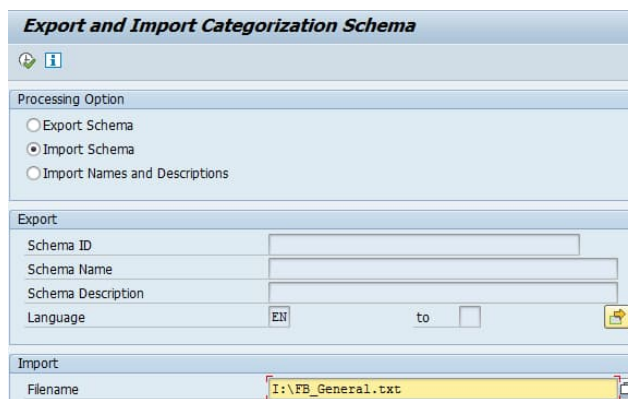 Export and Import Categorization Schema
Processing Option
Export Schema
Import Schema
Import Names and Descriptions
Export
Schema ID
Schema Name
Schema Description
Language EN to
Import
Filename I:\FB_General.txt